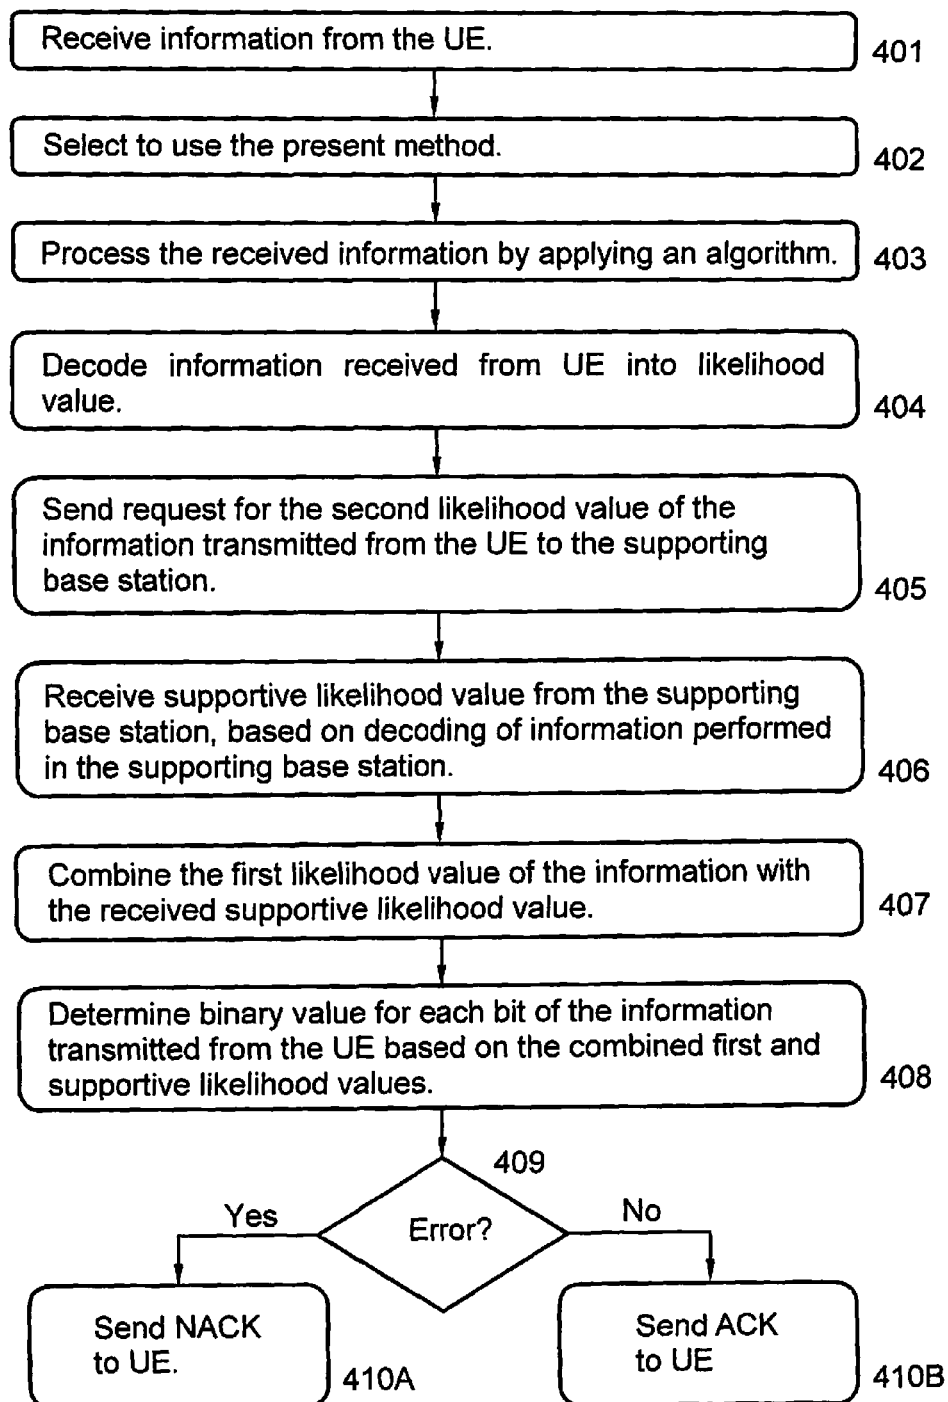 Receive information from the UE.
401
Select to use the present method.
402
Process the received information by applying an algorithm.
403
Decode information received from UE into likelihood
value.
404
Send request for the second likelihood value of the
information transmitted from the UE to the supporting
base station.
405
Receive supportive likelihood value from the supporting
base station, based on decoding of information performed
in the supporting base station.
406
Combine the first likelihood value of the information with
the received supportive likelihood value.
407
Determine binary value for each bit of the information
transmitted from the UE based on the combined first and
supportive likelihood values.
408
409
Error?
Yes
No
Send NACK
to UE.
410A
Send ACK
to UE
410B